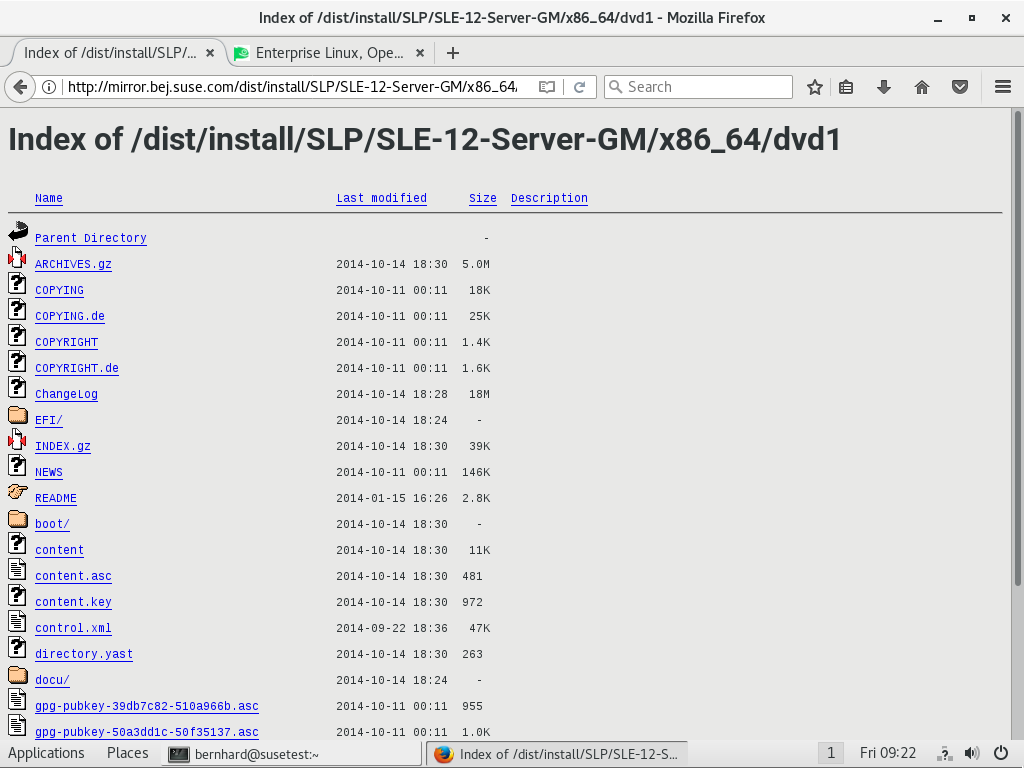 Index of /dist/install/SLP/SLE-12-Server-GM/x86_64/dvd1 - Mozilla Firefox
Index of /dist/install/SLP/... Enterprise Linux, Ope...
http://mirror.bej.suse.com/dist/install/SLP/SLE-12-Server-GM/x86_64/ Search
Index of /dist/install/SLP/SLE-12-Server-GM/x86_64/dvd1
Name Last modified Size Description
Parent Directory -
ARCHIVES.gz 2014-10-14 18:30 5.0M
COPYING 2014-10-11 00:11 18K
COPYING.de 2014-10-11 00:11 25K
COPYRIGHT 2014-10-11 00:11 1.4K
COPYRIGHT.de 2014-10-11 00:11 1.6K
ChangeLog 2014-10-14 18:28 18M
EFI/ 2014-10-14 18:24 -
INDEX.gz 2014-10-14 18:30 39K
NEWS 2014-10-11 00:11 146K
README 2014-01-15 16:26 2.8K
boot/ 2014-10-14 18:30 -
content 2014-10-14 18:30 11K
content.asc 2014-10-14 18:30 481
content.key 2014-10-14 18:30 972
control.xml 2014-09-22 18:36 47K
directory.yast 2014-10-14 18:30 263
docu/ 2014-10-14 18:24 -
gpg-pubkey-39db7c82-510a966b.asc 2014-10-11 00:11 955
gpg-pubkey-50a3dd1c-50f35137.asc 2014-10-11 00:11 1.0K
Applications Places bernhard@susetest:~ Index of /dist/install/SLP/SLE-12-S... 1 Fri 09:22